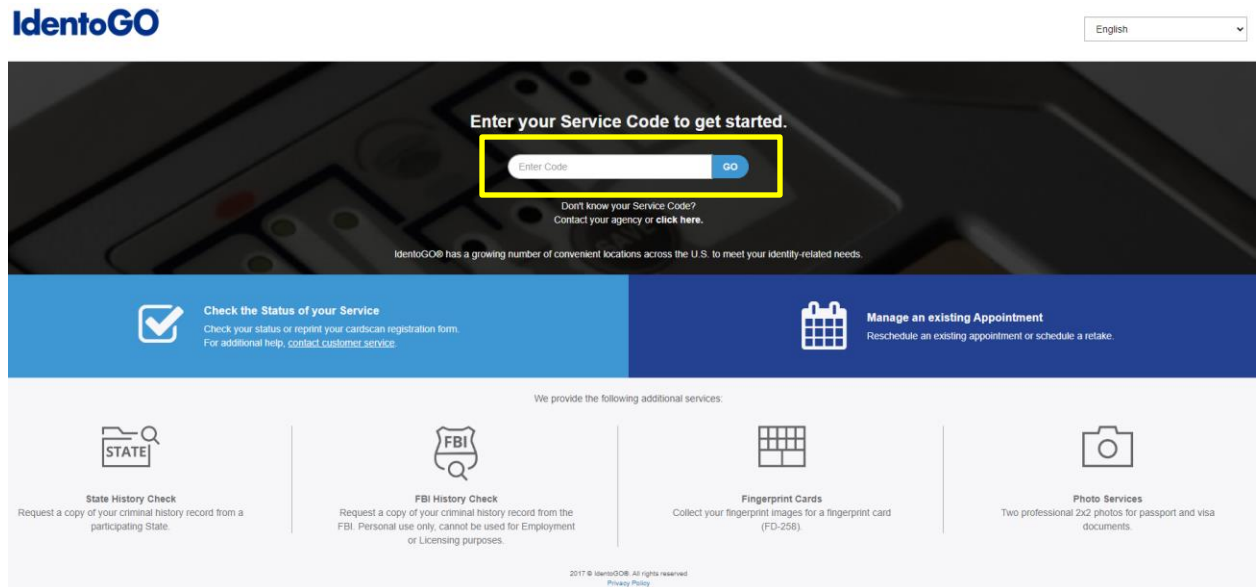 IdentoGO
English
Enter your Service Code to get started.
Enter Code
GO
Don't know your Service Code?
Contact your agency or click here.
IdentoGO® has a growing number of convenient locations across the U.S. to meet your identity-related needs.
Check the Status of your Service
Check your status or reprint your cardscan registration form.
For additional help, contact customer service.
Manage an existing Appointment
Reschedule an existing appointment or schedule a retake.
We provide the following additional services:
STATE
State History Check
Request a copy of your criminal history record from a
participating State.
FBI
FBI History Check
Request a copy of your criminal history record from the
FBI. Personal use only, cannot be used for Employment
or Licensing purposes.
Fingerprint Cards
Collect your fingerprint images for a fingerprint card
(FD-258).
Photo Services
Two professional 2x2 photos for passport and visa
documents.
2017 © IdentoGO®. All rights reserved
Privacy Policy